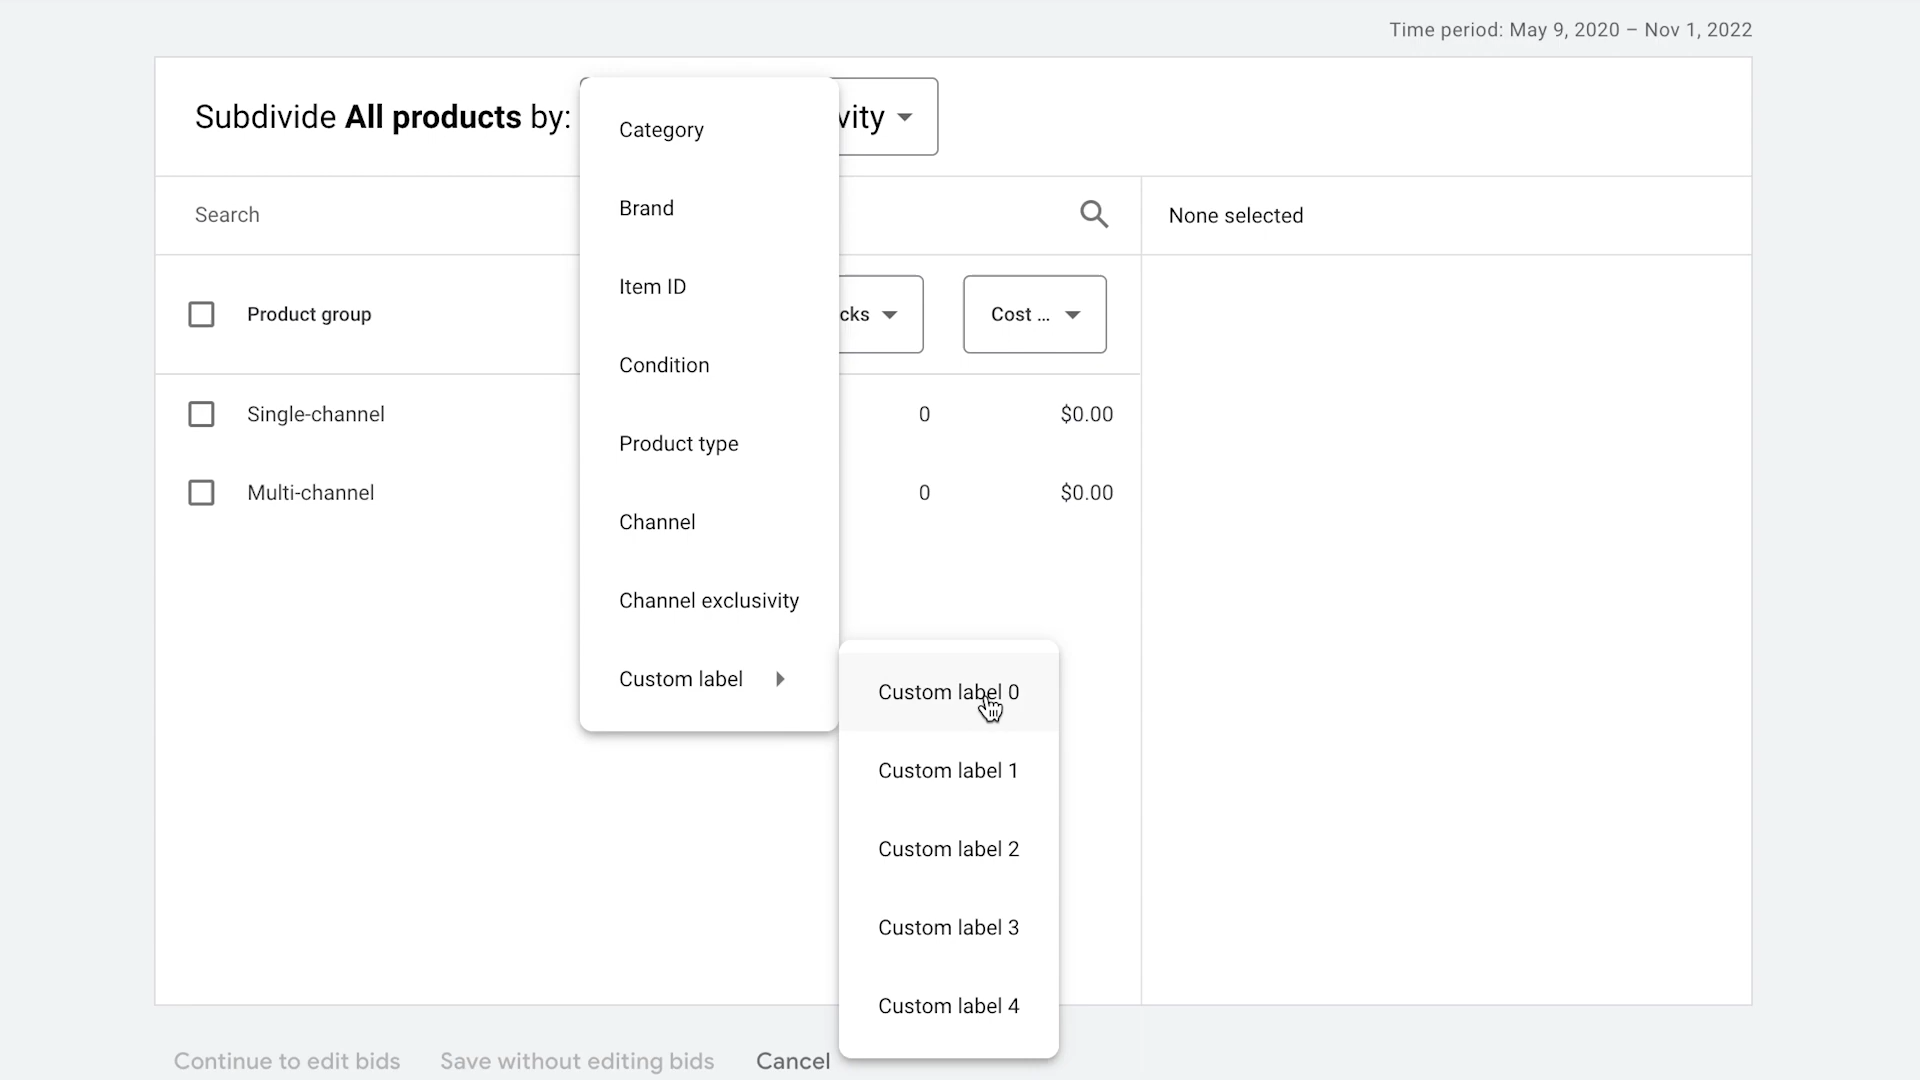 Time period: May 9, 2020 – Nov 1, 2022
Subdivide All products by:
vity
Category
Brand
Item ID
Condition
Product type
Channel
Channel exclusivity
Custom label
Custom label 0
Custom label 1
Custom label 2
Custom label 3
Custom label 4
Search
None selected
Product group
cks
Cost ...
Single-channel 0 $0.00
Multi-channel 0 $0.00
Continue to edit bids Save without editing bids Cancel